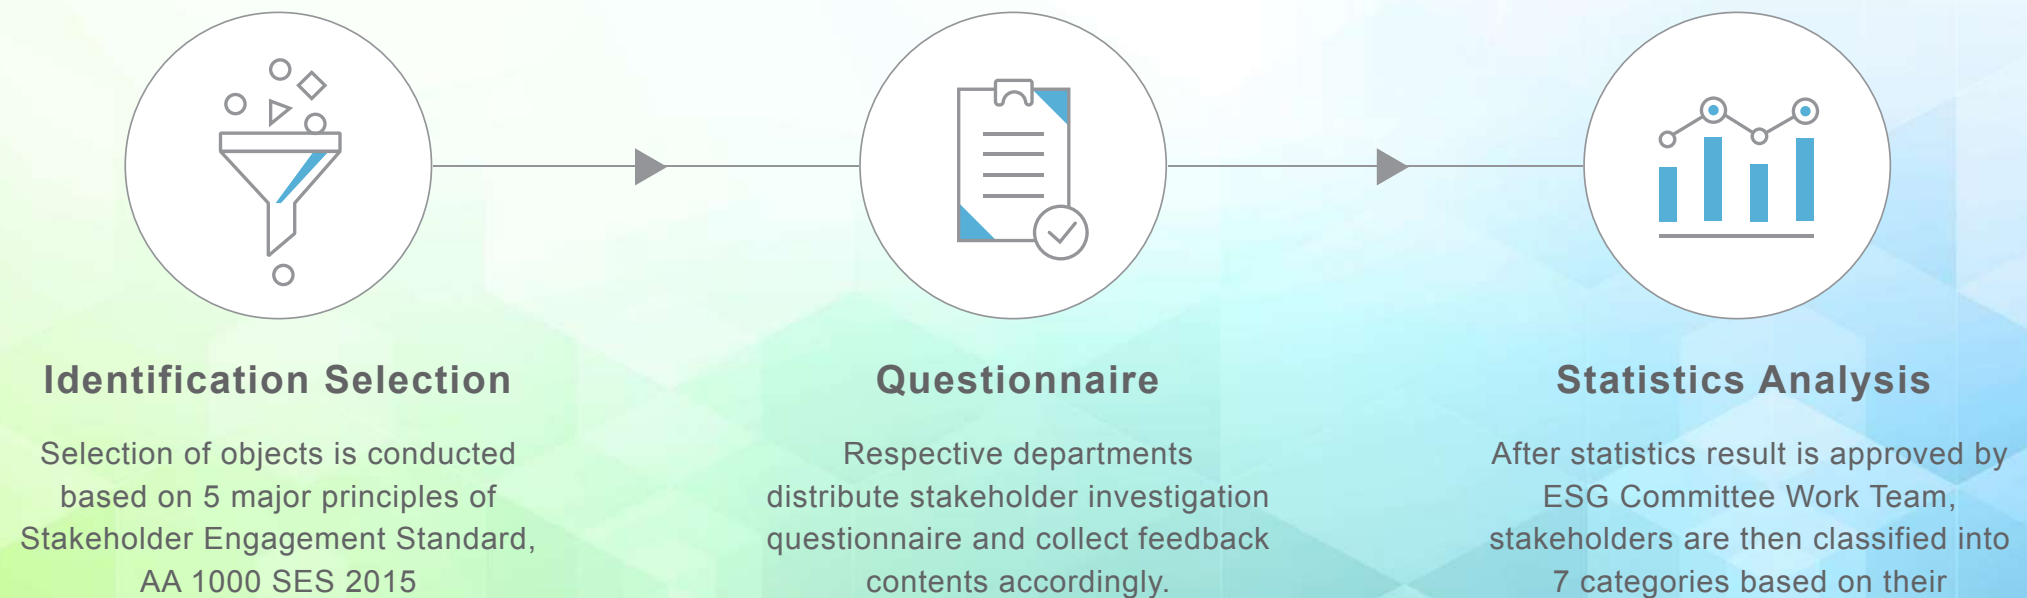 Identification Selection
Selection of objects is conducted
based on 5 major principles of
Stakeholder Engagement Standard,
AA 1000 SES 2015
Questionnaire
Respective departments
distribute stakeholder investigation
questionnaire and collect feedback
contents accordingly.
Statistics Analysis
After statistics result is approved by
ESG Committee Work Team,
stakeholders are then classified into
7 categories based on their